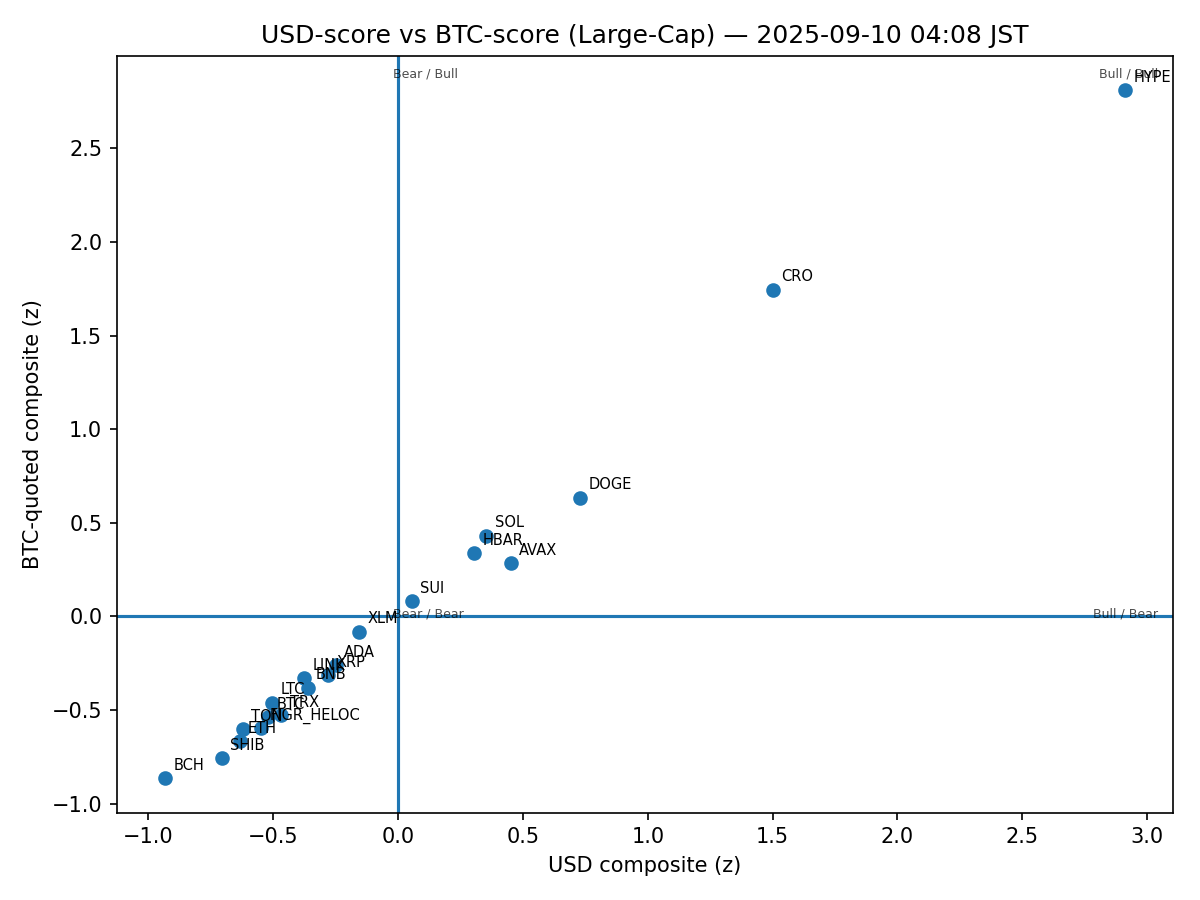 USD-score vs BTC-score (Large-Cap) — 2025-09-10 04:08 JST
Bear / Bull
Bull / Bull
HYPE
2.5
2.0
CRO
1.5
1.0
DOGE
0.5
SOL
HBAR
AVAX
SUI
0.0
Bear / Bear
Bull / Bear
XLM
ADA
XRP
LINK
BNB
LTC
BTC
TRX
−0.5
TON
FIGR_HELOC
ETH
SHIB
BCH
−1.0
BTC-quoted composite (z)
−1.0 −0.5 0.0 0.5 1.0 1.5 2.0 2.5 3.0
USD composite (z)